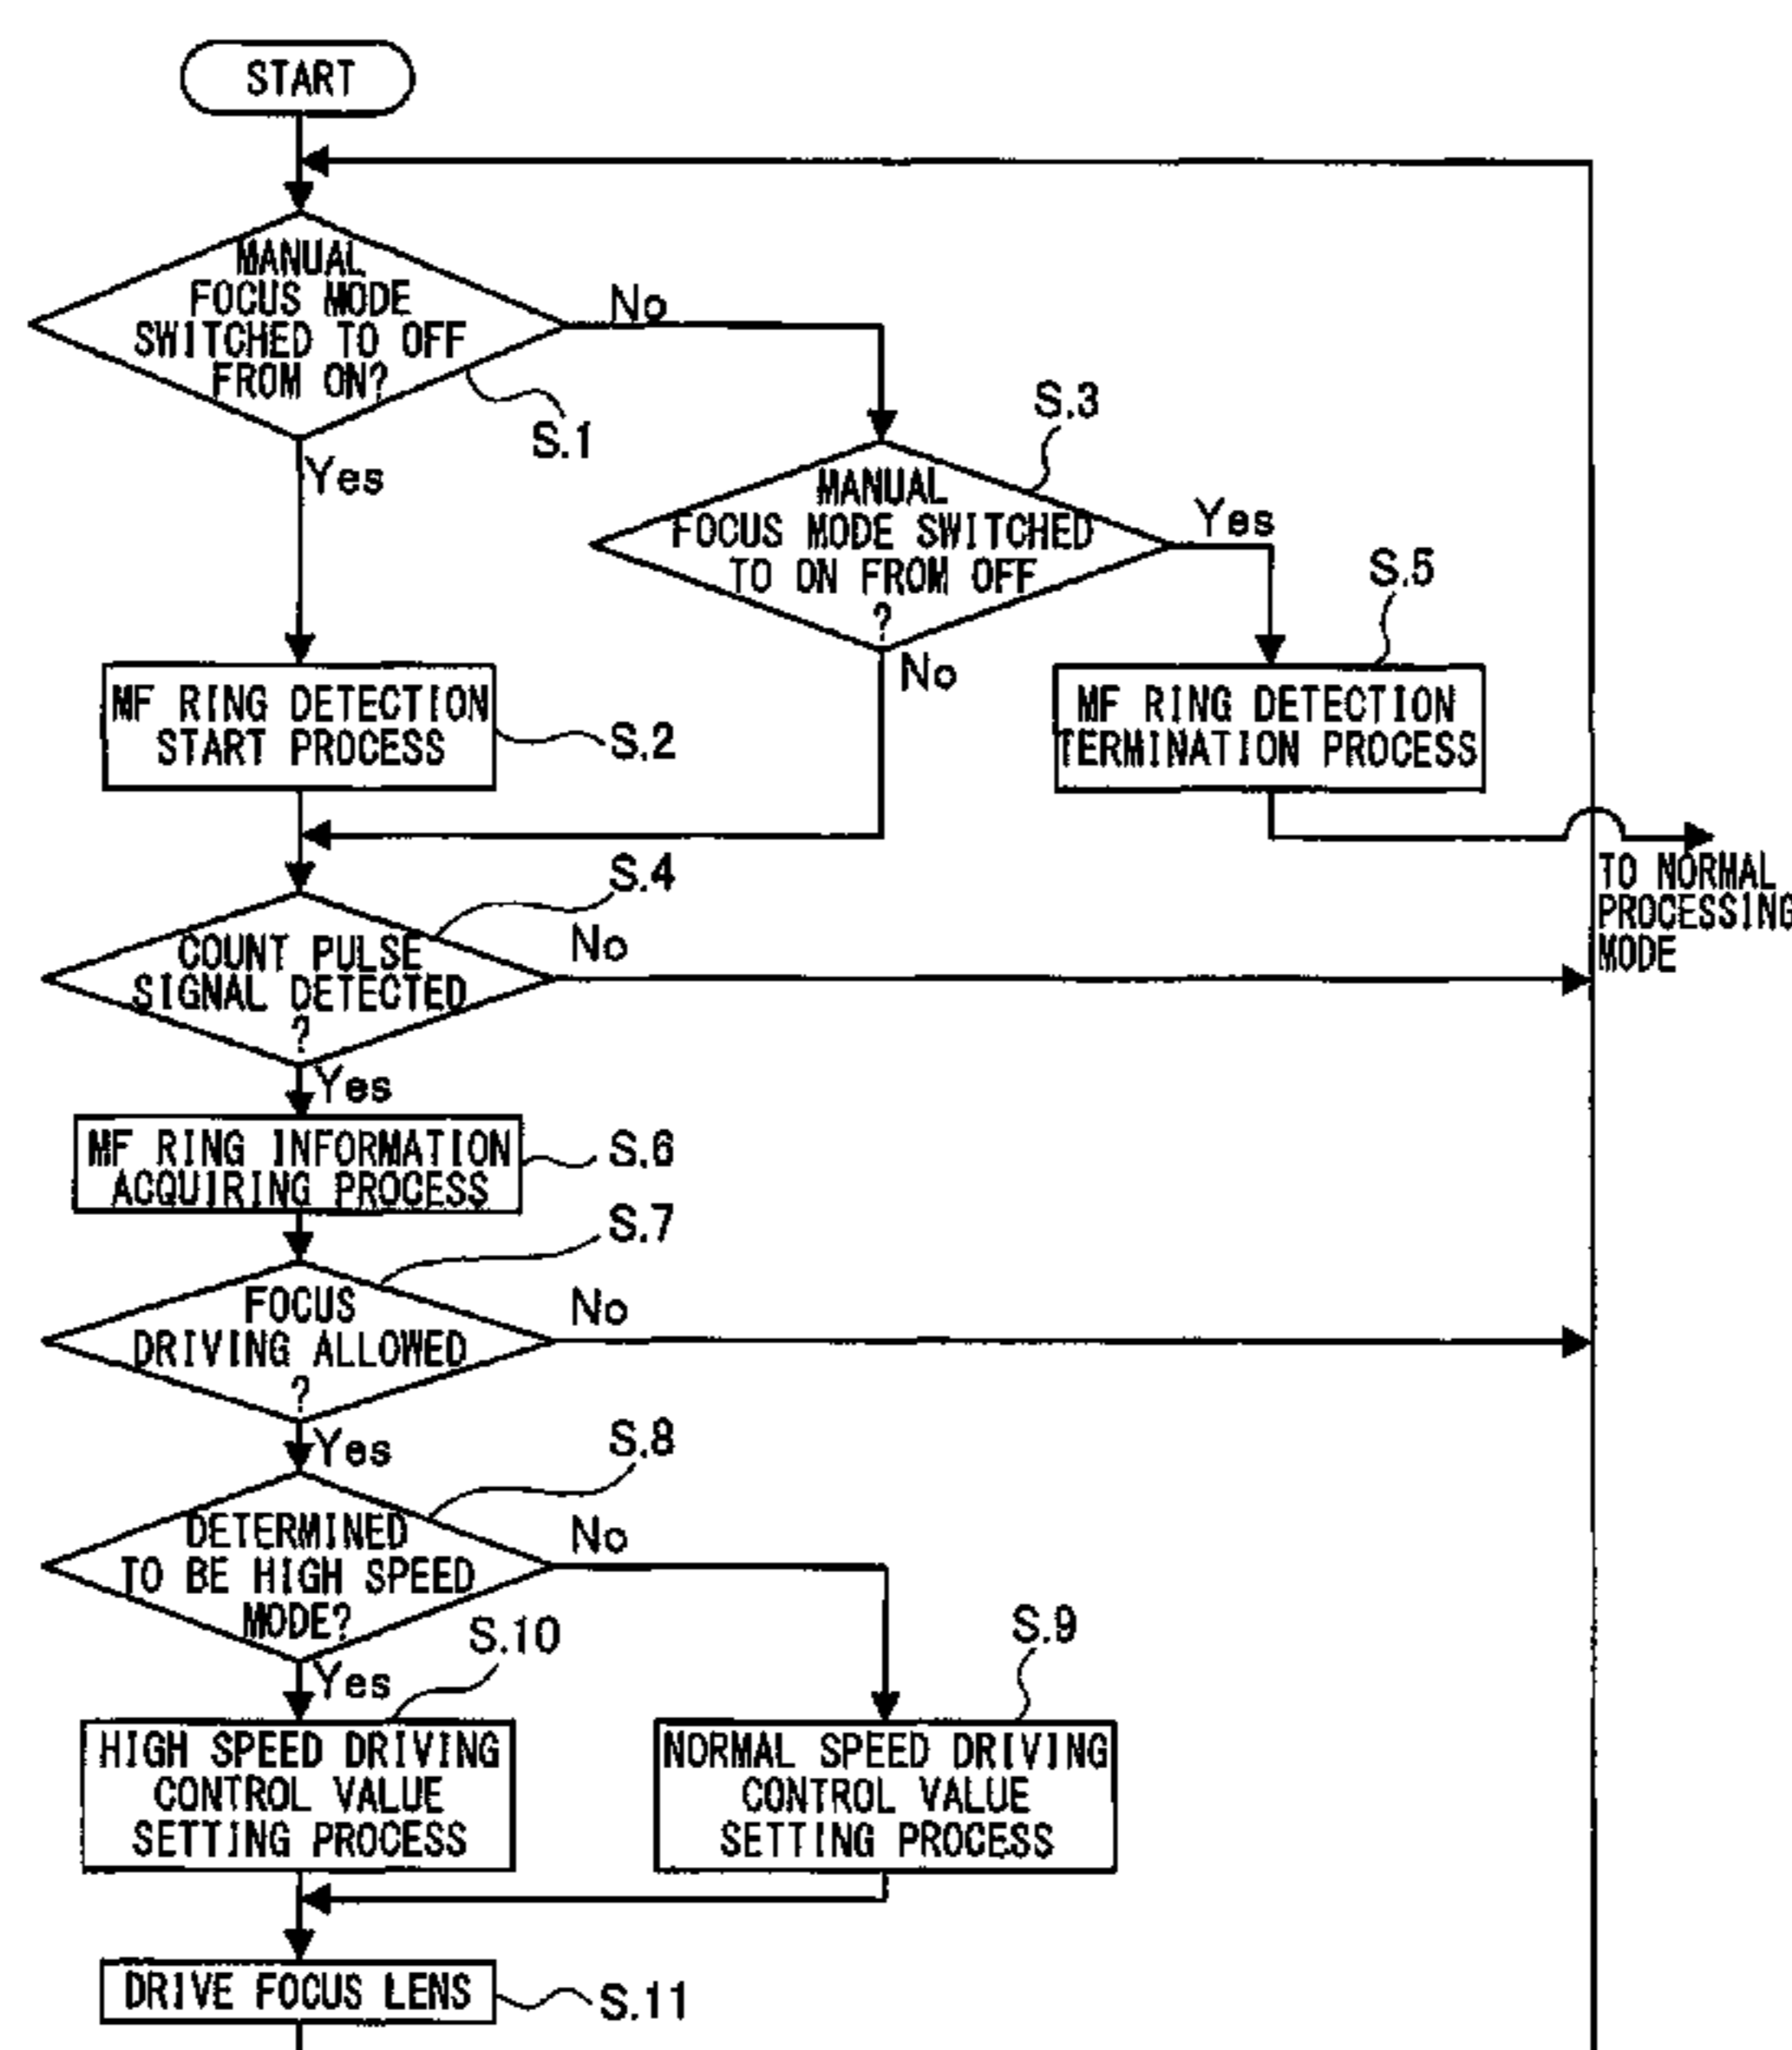 START
MANUAL
FOCUS MODE
SWITCHED TO OFF
FROM ON?
No
S.1
Yes
S.3
MANUAL
FOCUS MODE SWITCHED
TO ON FROM OFF
?
Yes
No
S.5
MF RING DETECTION
START PROCESS
S.2
MF RING DETECTION
TERMINATION PROCESS
TO NORMAL
PROCESSING
MODE
S.4
COUNT PULSE
SIGNAL DETECTED
?
No
Yes
MF RING INFORMATION
ACQUIRING PROCESS
S.6
S.7
FOCUS
DRIVING ALLOWED
?
No
Yes
S.8
DETERMINED
TO BE HIGH SPEED
MODE?
No
Yes
S.10
S.9
HIGH SPEED DRIVING
CONTROL VALUE
SETTING PROCESS
NORMAL SPEED DRIVING
CONTROL VALUE
SETTING PROCESS
DRIVE FOCUS LENS
S.11